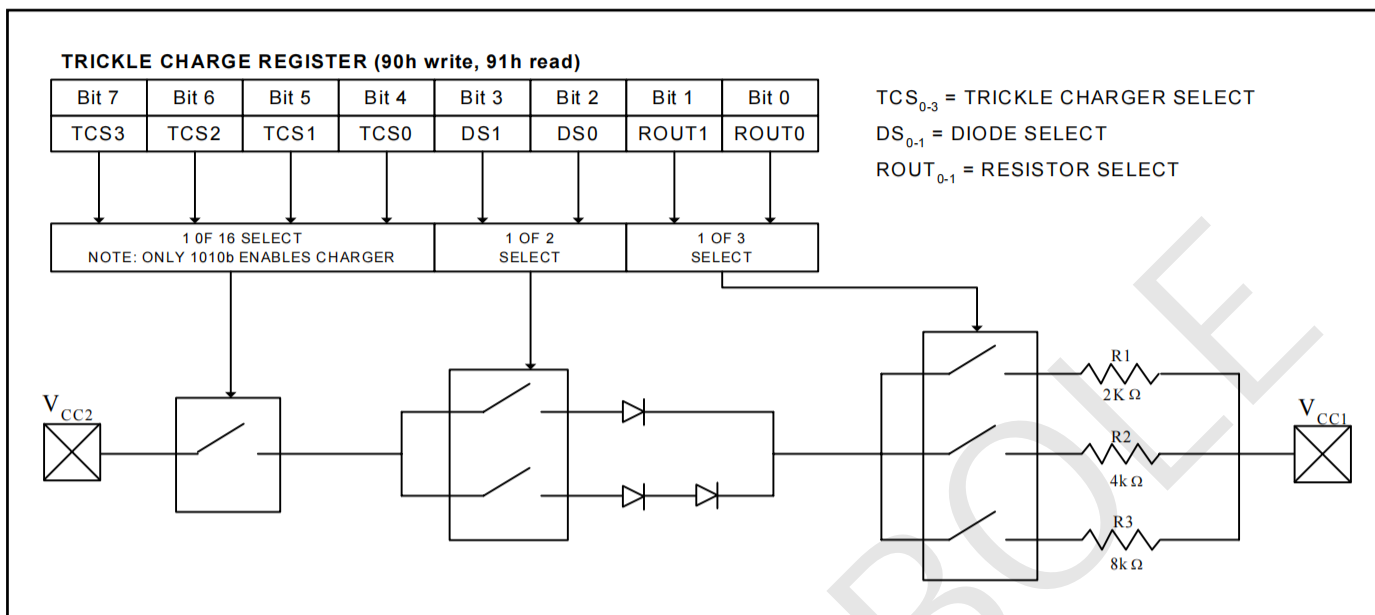 TRICKLE CHARGE REGISTER (90h write, 91h read)
Bit 7 Bit 6 Bit 5 Bit 4 Bit 3 Bit 2 Bit 1 Bit 0
TCS3 TCS2 TCS1 TCS0 DS1 DS0 ROUT1 ROUT0
TCS0-3 = TRICKLE CHARGER SELECT
DS0-1 = DIODE SELECT
ROUT0-1 = RESISTOR SELECT
1 0F 16 SELECT
NOTE: ONLY 1010b ENABLES CHARGER
1 OF 2
SELECT
1 OF 3
SELECT
VCC2
R1
2K Ω
R2
4k Ω
R3
8k Ω
VCC1
BOLE